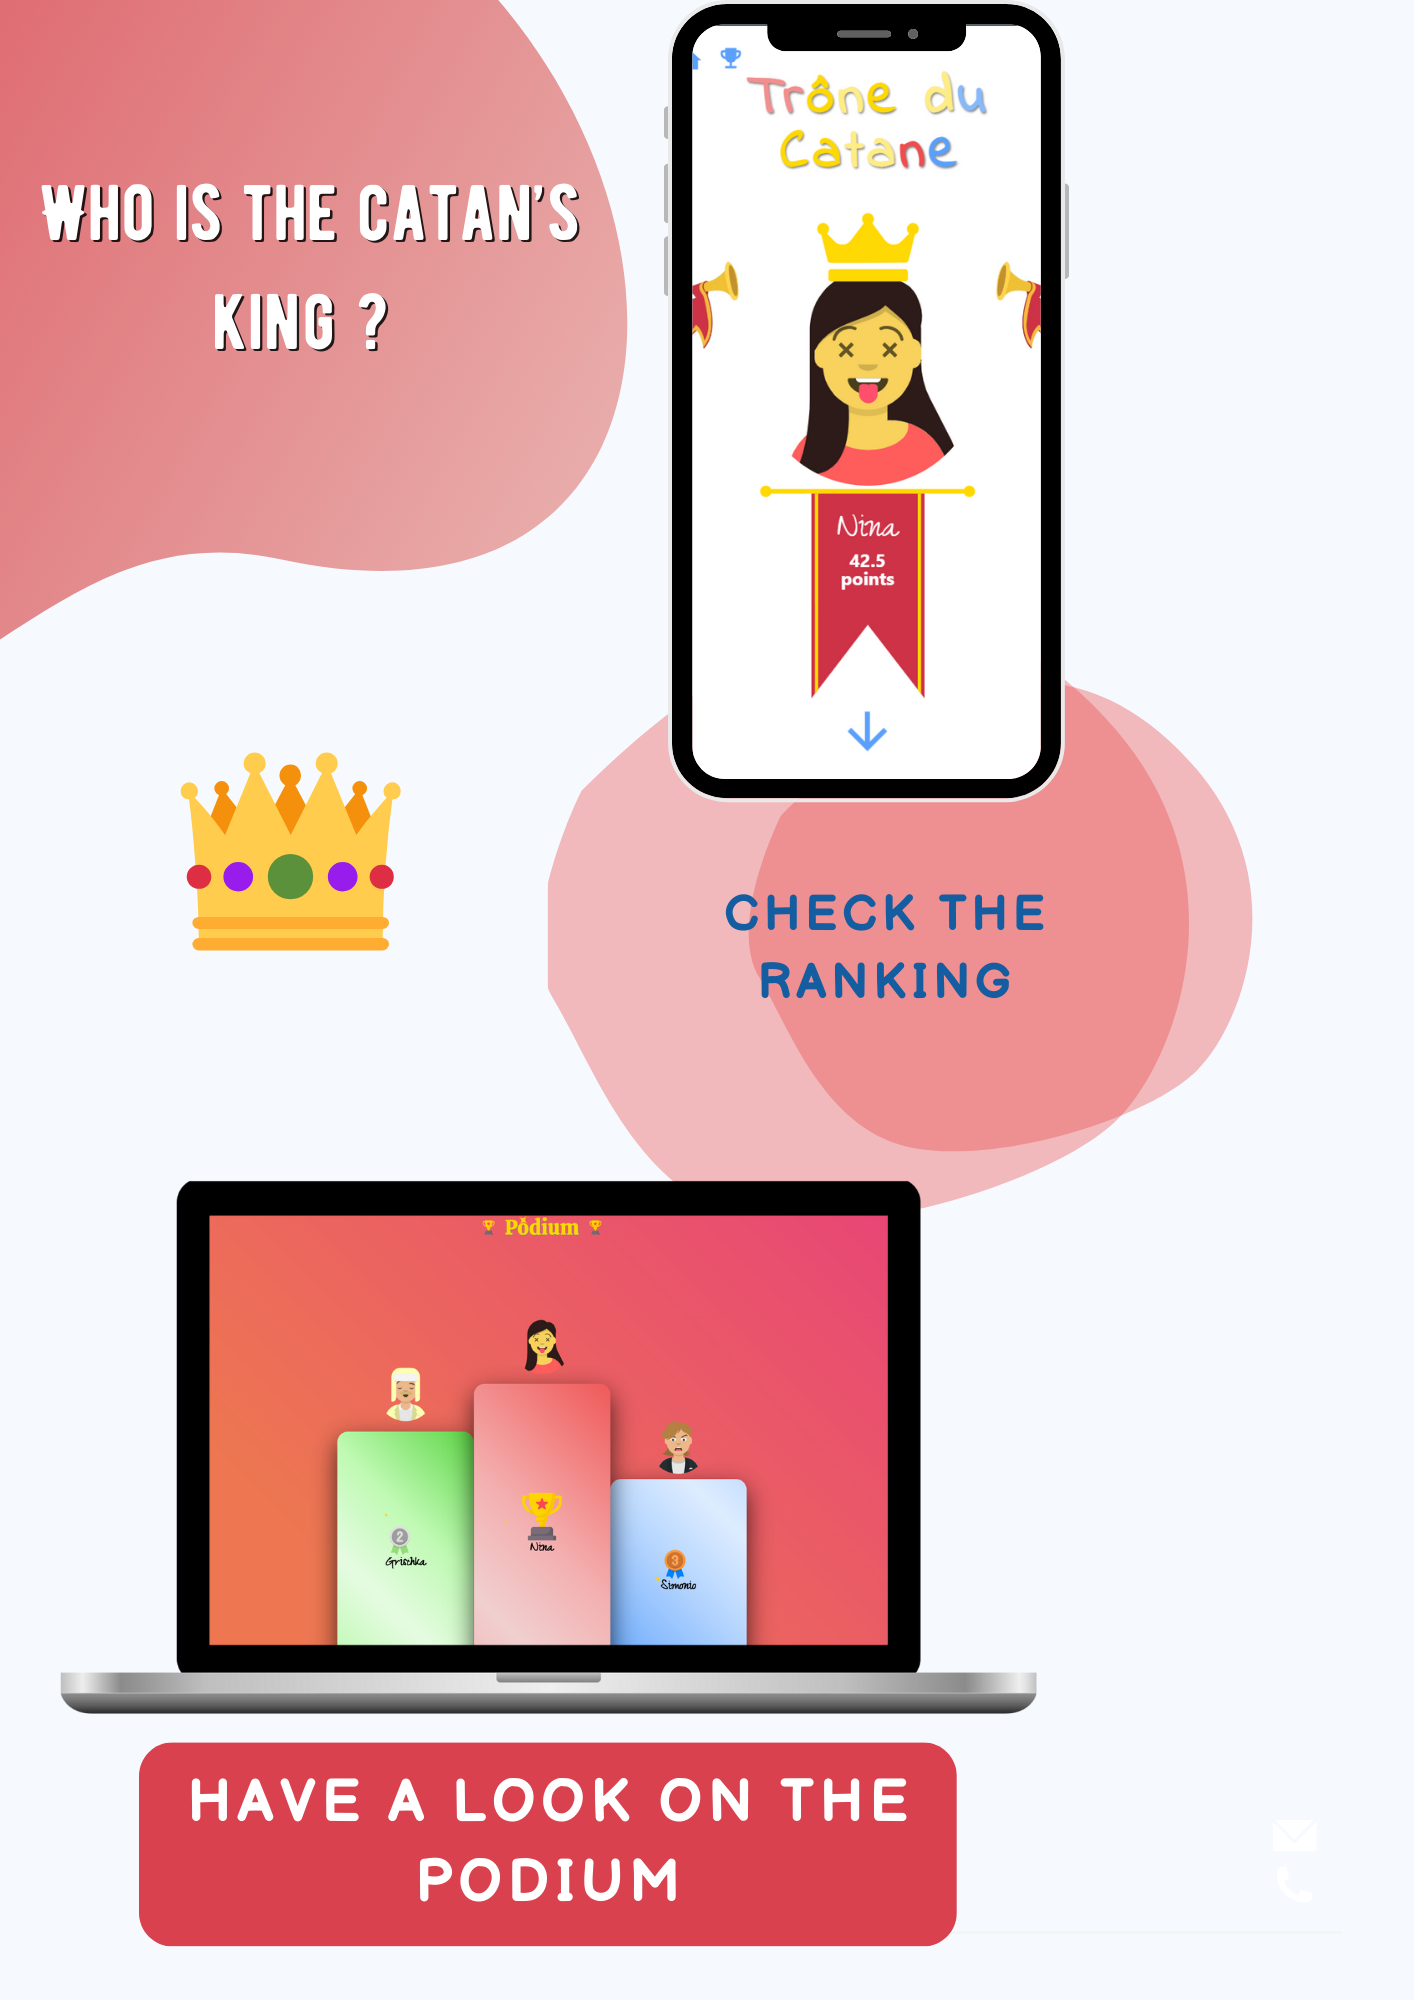 WHO IS THE CATAN'S
KING ?
Trône du
Catane
Nina
42.5
points
CHECK THE
RANKING
Pôdium
2
Grischka
Nina
3
Simonio
HAVE A LOOK ON THE
PODIUM